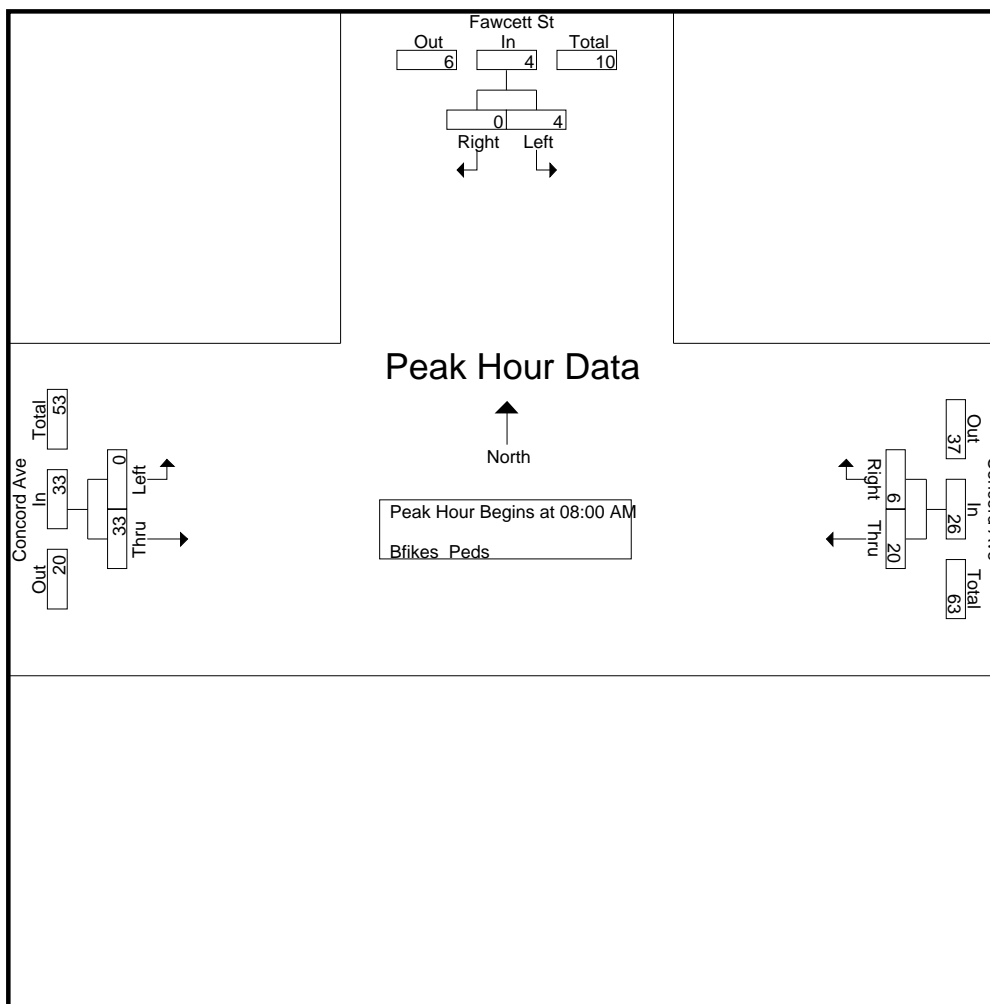 Fawcett St
Out In Total
6 4 10
0 4
Right Left
Peak Hour Data
North
Peak Hour Begins at 08:00 AM
Bfikes Peds
Concord Ave
Total In Out
53 33 20
0 33
Left Thru
Out In Total
37 26 63
6 20
Right Thru